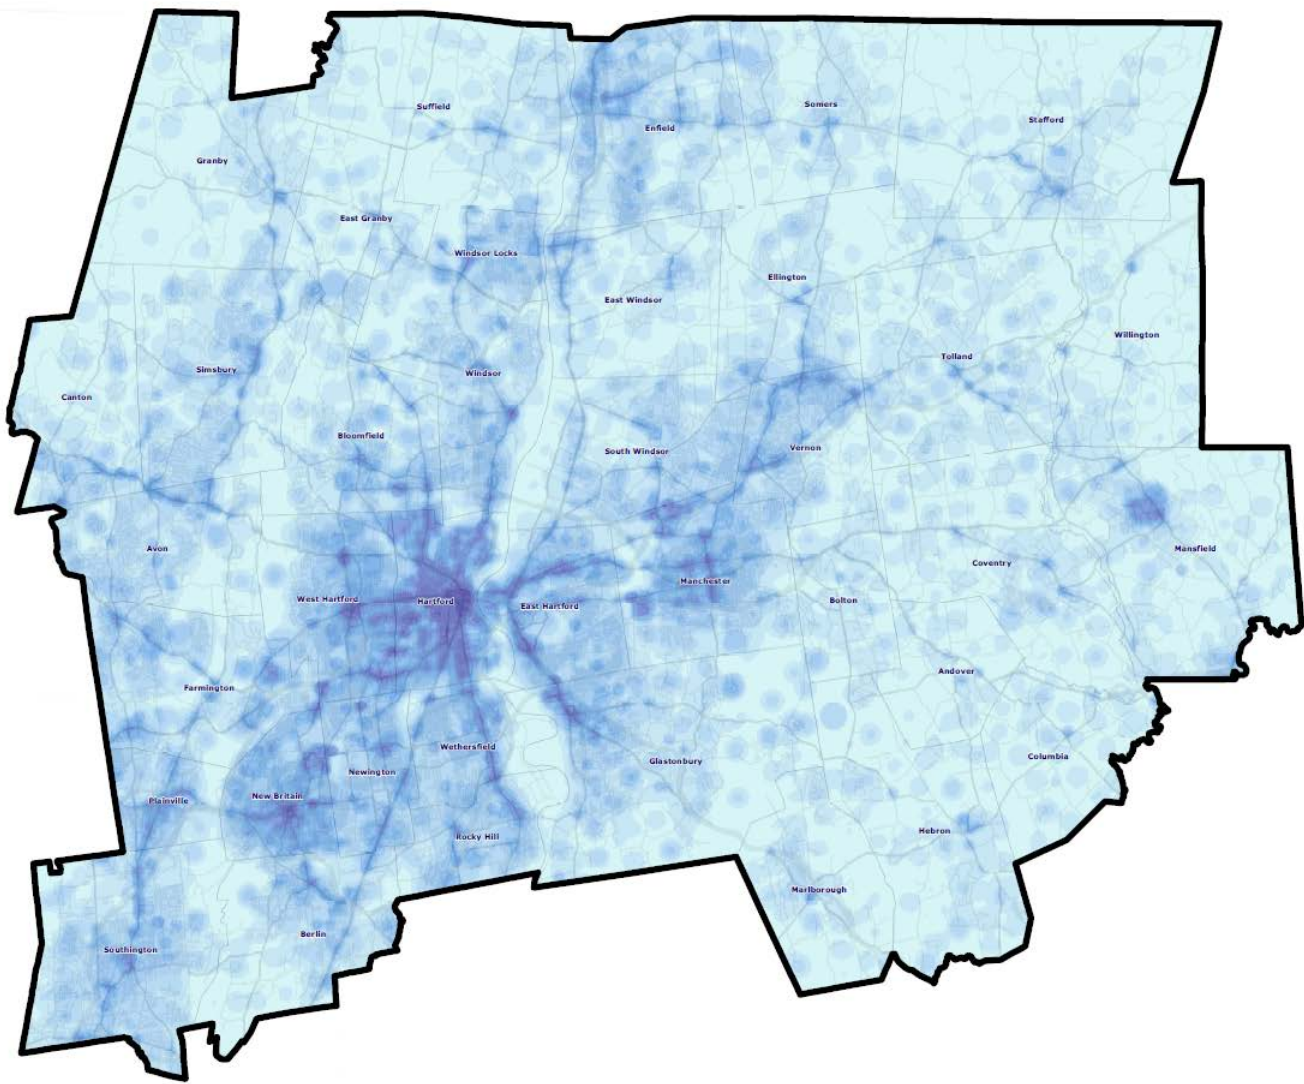 Suffield
Somers
Enfield
Stafford
Granby
East Granby
Windsor Locks
Ellington
East Windsor
Willington
Tolland
Simsbury
Windsor
Canton
Bloomfield
South Windsor
Vernon
Avon
Mansfield
Coventry
Manchester
West Hartford
Hartford
East Hartford
Bolton
Andover
Farmington
Wethersfield
Columbia
Glastonbury
Newington
New Britain
Plainville
Hebron
Rocky Hill
Marlborough
Berlin
Southington